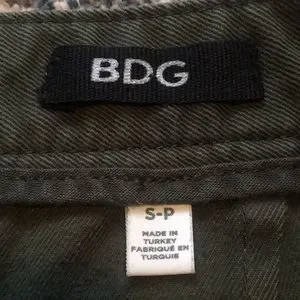 BDG
S-P
MADE IN
TURKEY
FABRIQUÉ EN
TURQUIE